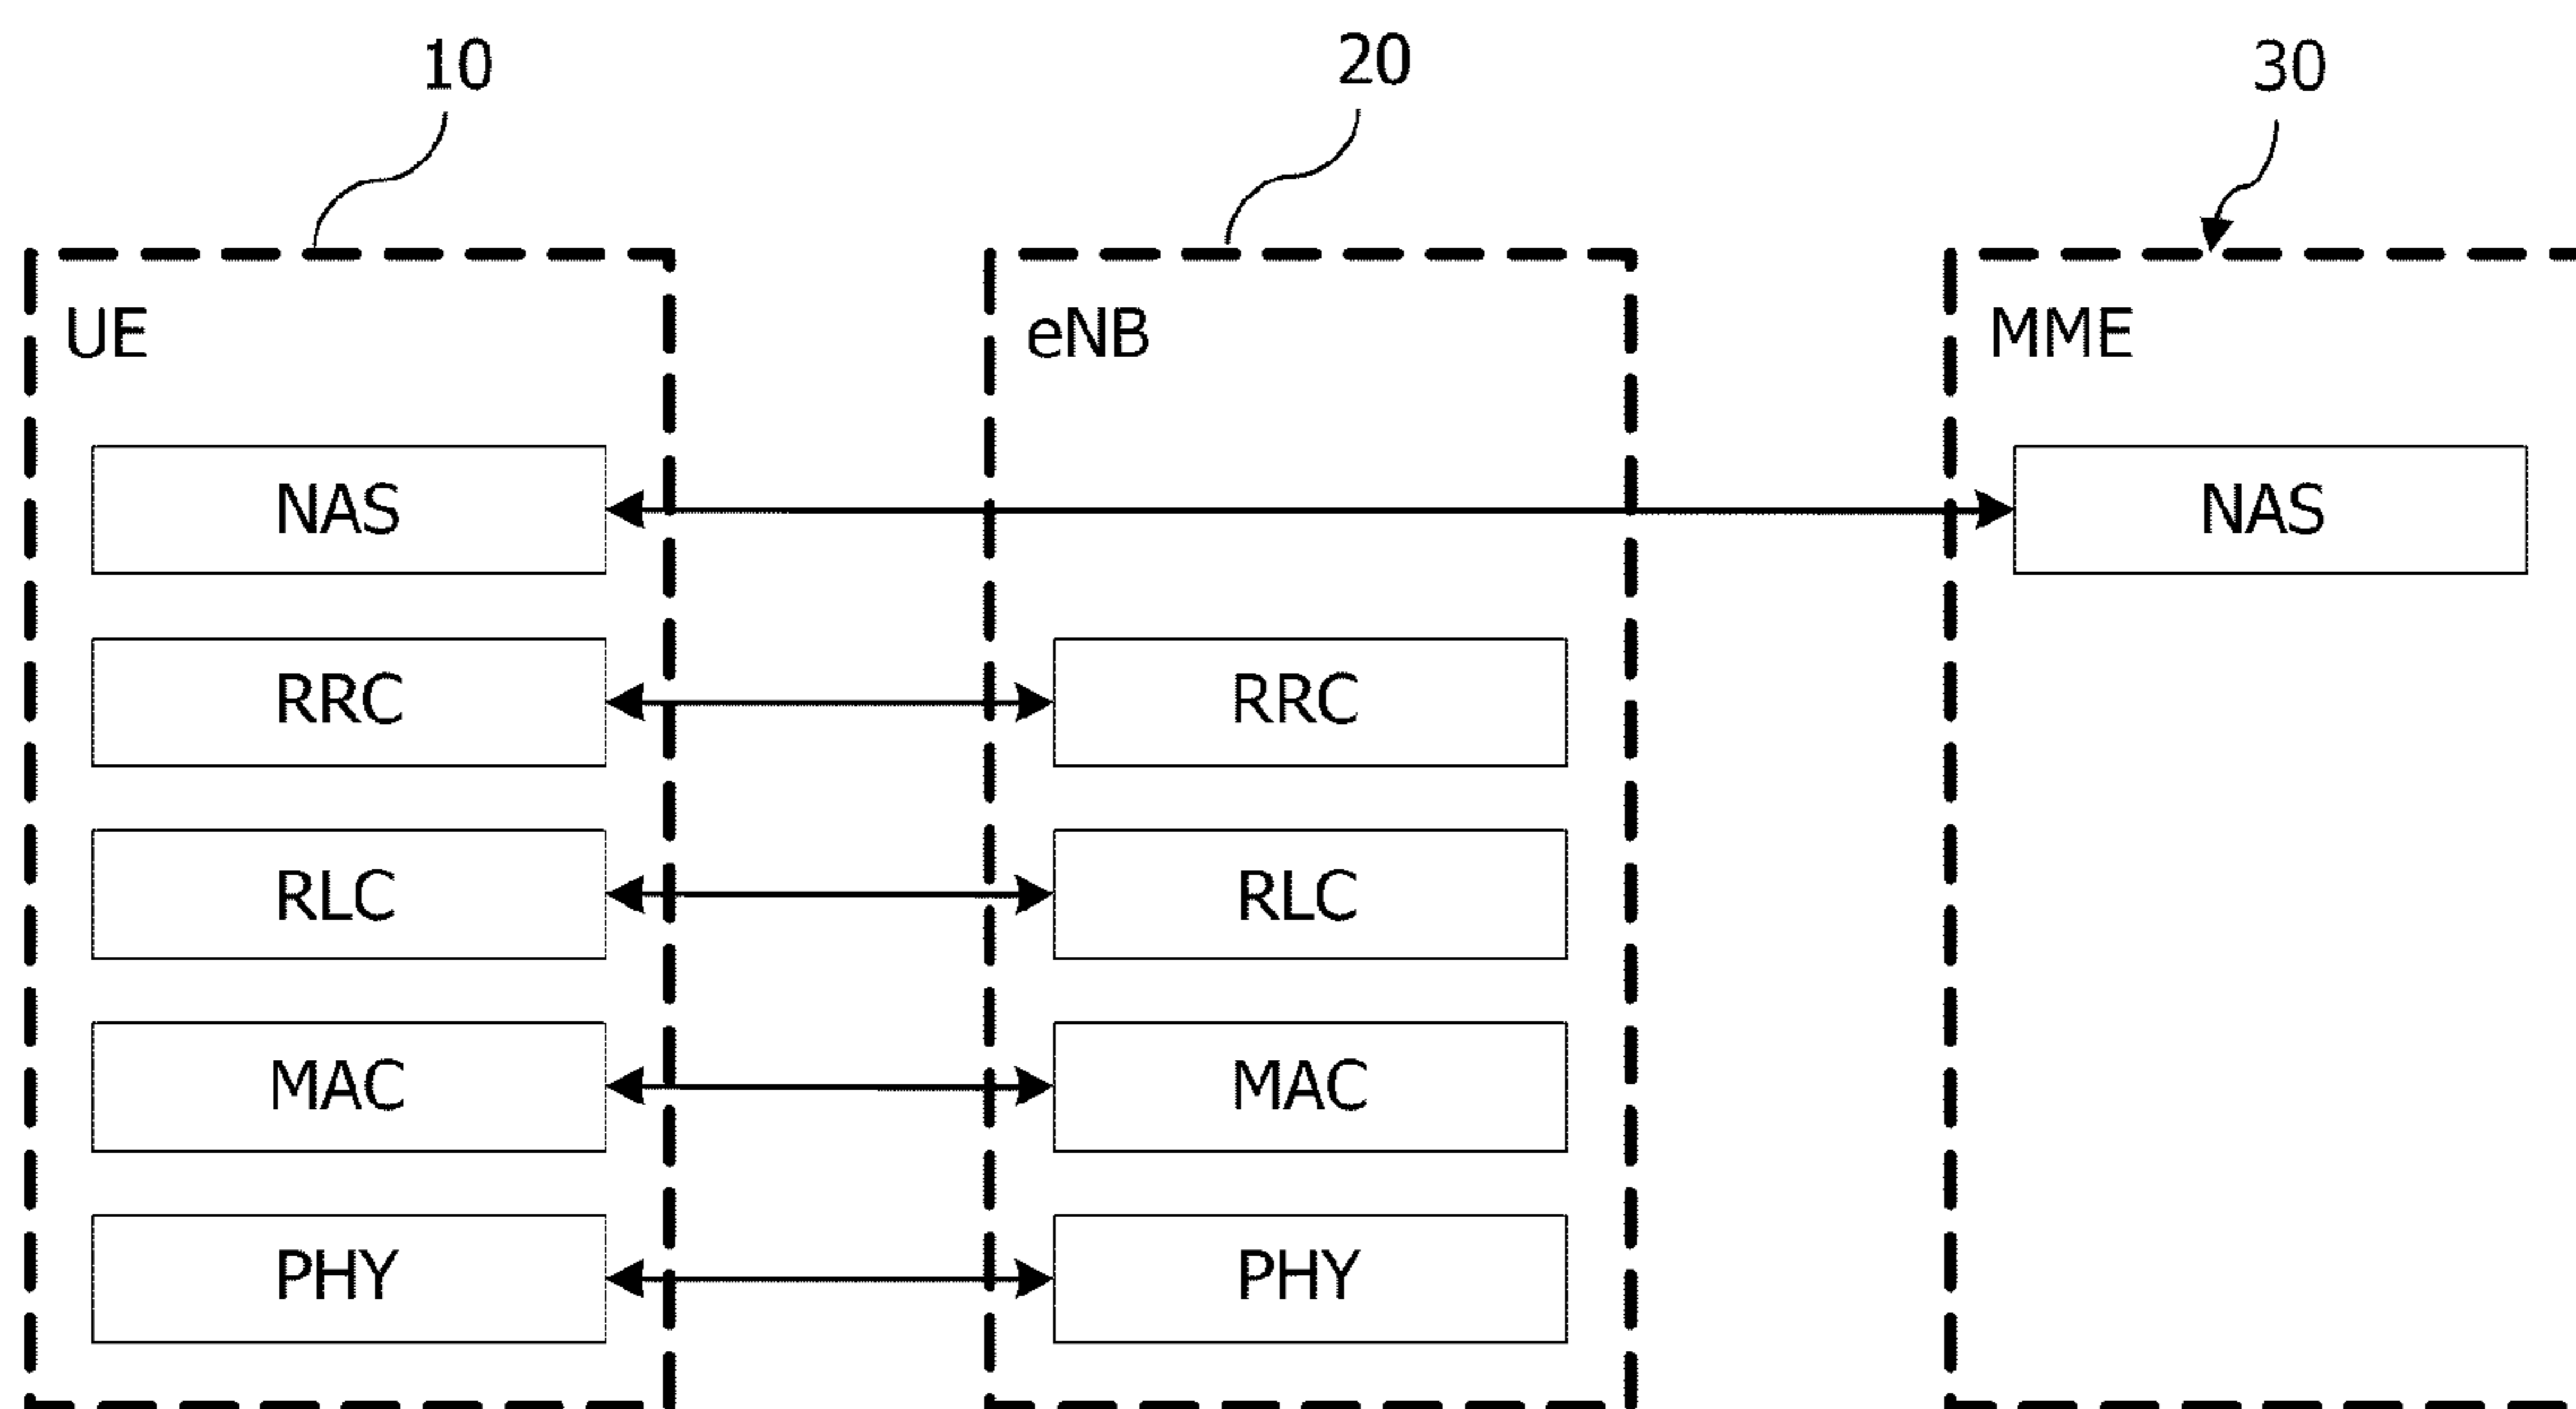 10 20 30
UE eNB MME
NAS NAS
RRC RRC
RLC RLC
MAC MAC
PHY PHY